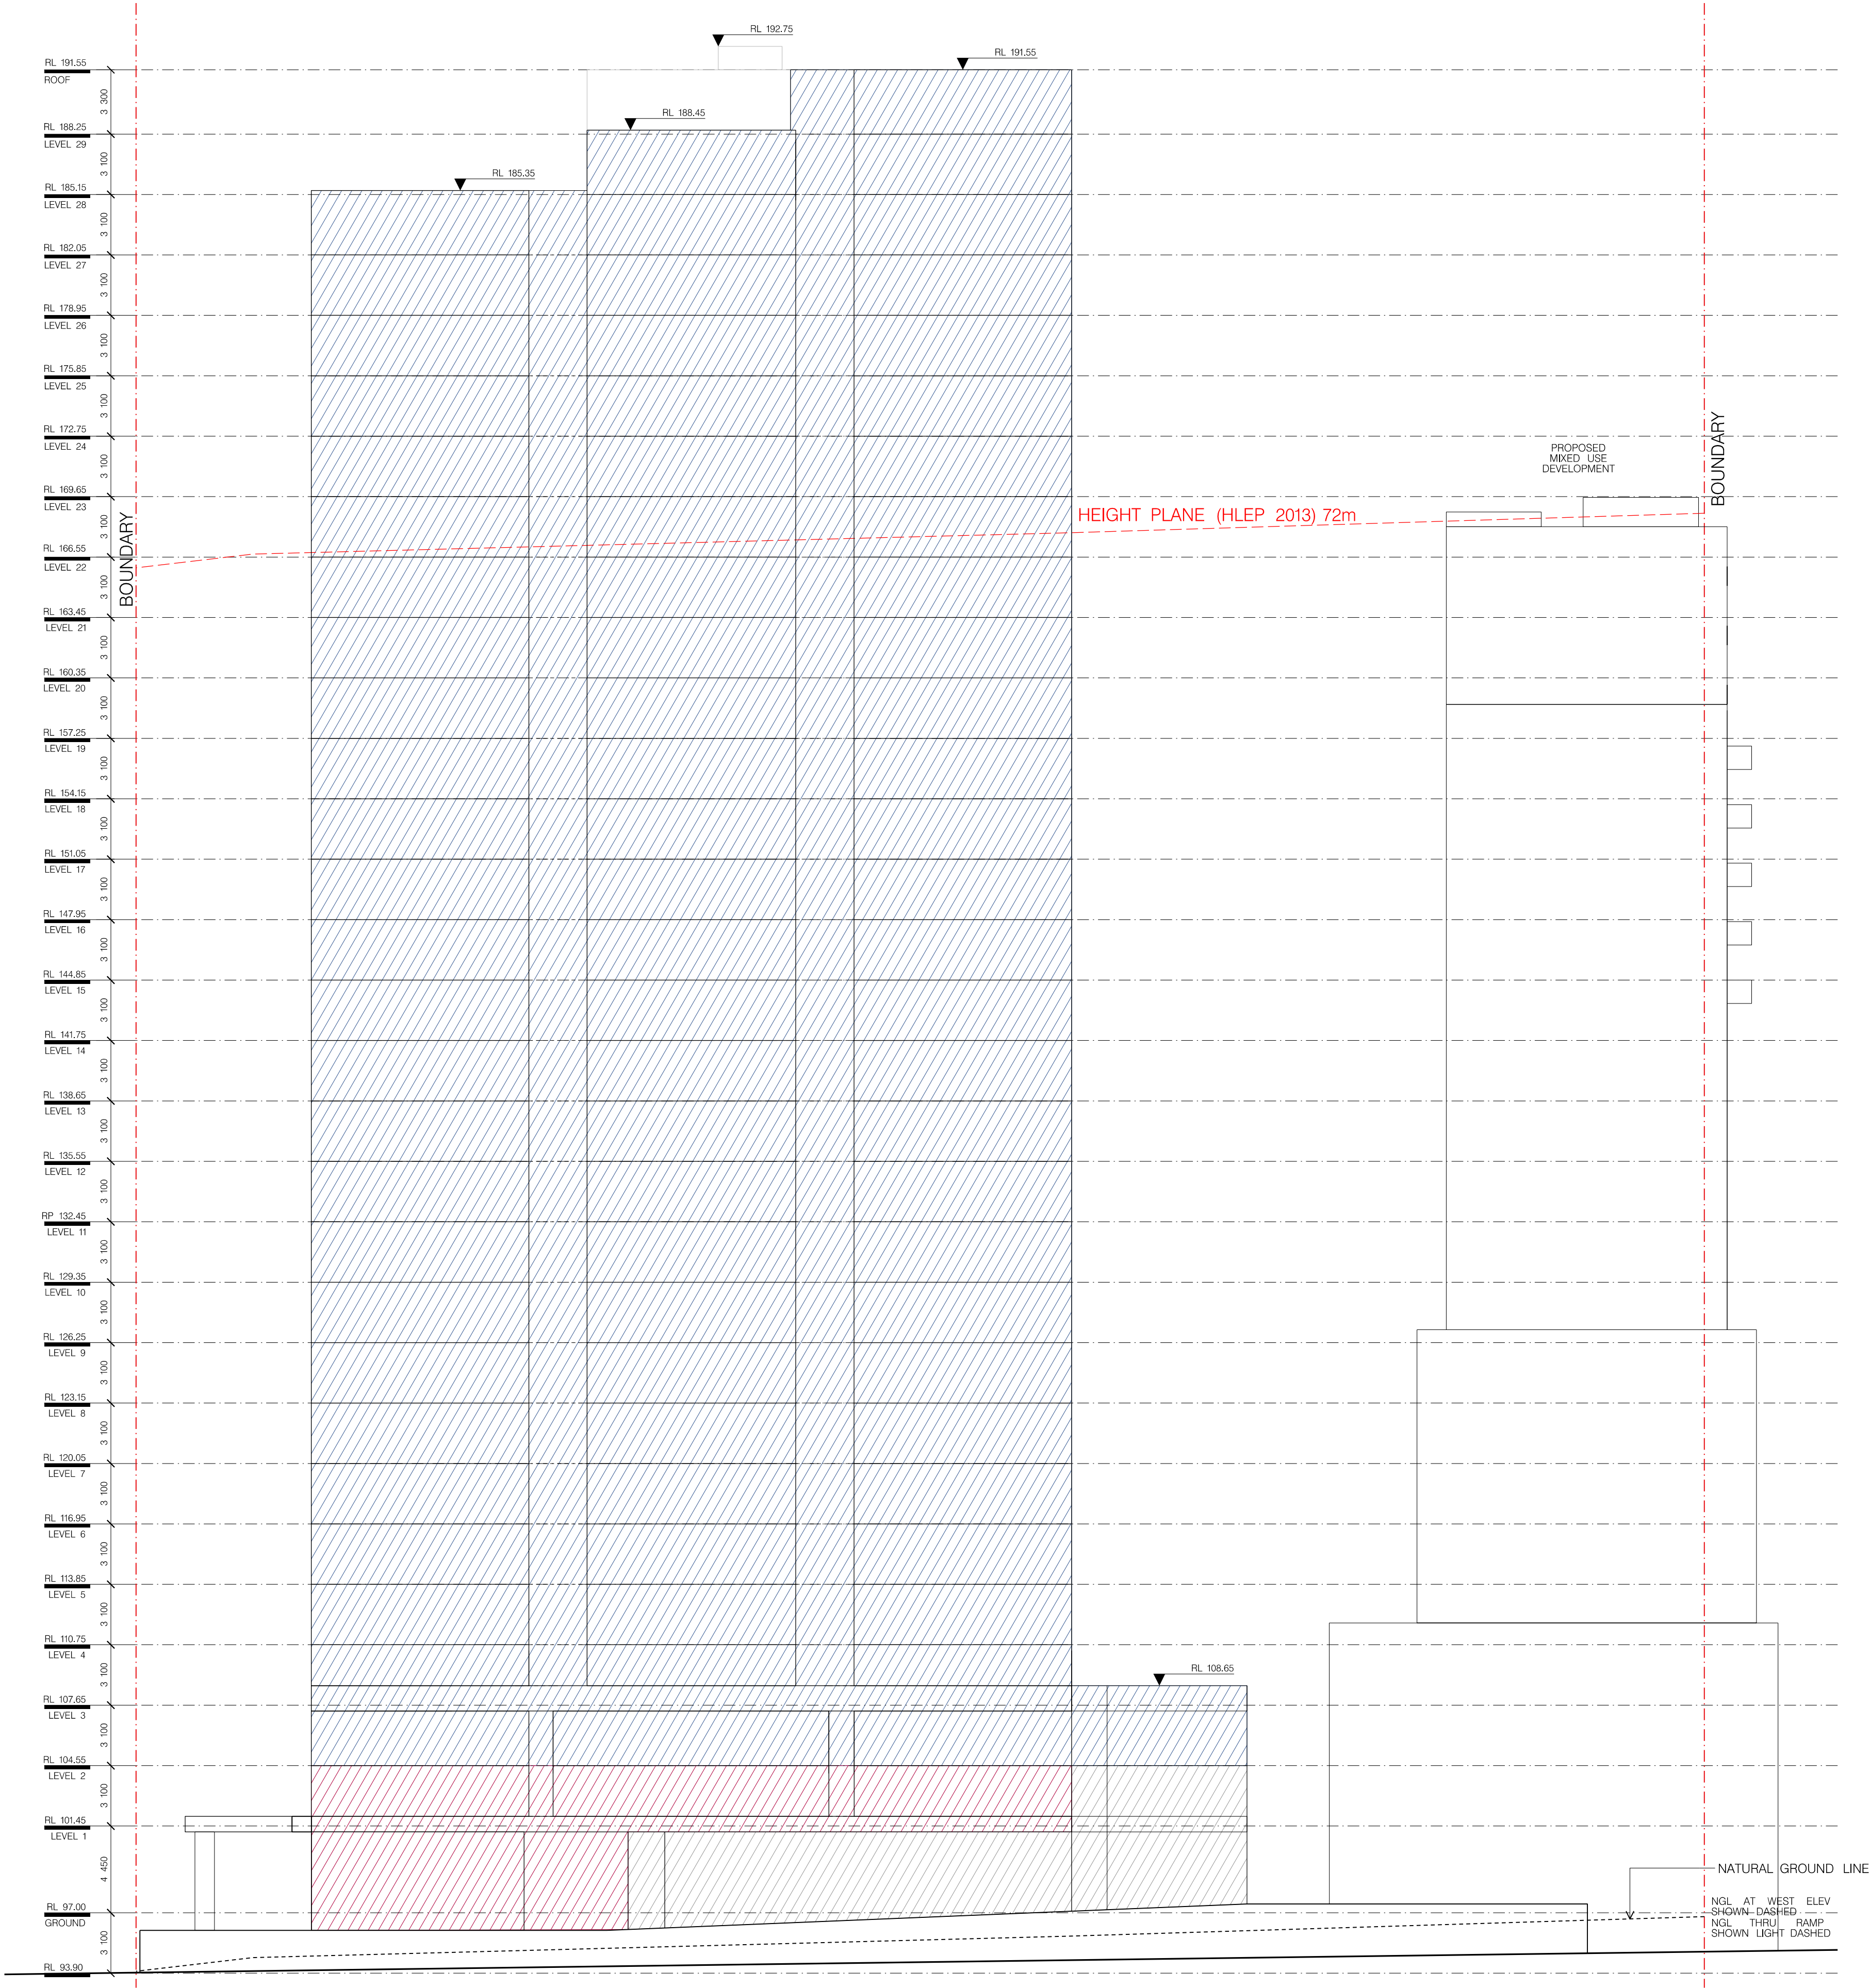 RL 192.75
RL 191.55
RL 191.55
ROOF
3 300
RL 188.45
RL 188.25
LEVEL 29
3 100
RL 185.35
RL 185.15
LEVEL 28
3 100
RL 182.05
LEVEL 27
3 100
RL 178.95
LEVEL 26
3 100
RL 175.85
LEVEL 25
3 100
RL 172.75
LEVEL 24
3 100
PROPOSED
MIXED USE
DEVELOPMENT
BOUNDARY
RL 169.65
LEVEL 23
3 100
HEIGHT PLANE (HLEP 2013) 72m
BOUNDARY
RL 166.55
LEVEL 22
3 100
RL 163.45
LEVEL 21
3 100
RL 160.35
LEVEL 20
3 100
RL 157.25
LEVEL 19
3 100
RL 154.15
LEVEL 18
3 100
RL 151.05
LEVEL 17
3 100
RL 147.95
LEVEL 16
3 100
RL 144.85
LEVEL 15
3 100
RL 141.75
LEVEL 14
3 100
RL 138.65
LEVEL 13
3 100
RL 135.55
LEVEL 12
3 100
RP 132.45
LEVEL 11
3 100
RL 129.35
LEVEL 10
3 100
RL 126.25
LEVEL 9
3 100
RL 123.15
LEVEL 8
3 100
RL 120.05
LEVEL 7
3 100
RL 116.95
LEVEL 6
3 100
RL 113.85
LEVEL 5
3 100
RL 110.75
LEVEL 4
3 100
RL 108.65
RL 107.65
LEVEL 3
3 100
RL 104.55
LEVEL 2
3 100
RL 101.45
LEVEL 1
4 450
NATURAL GROUND LINE
RL 97.00
GROUND
3 100
NGL AT WEST ELEV
SHOWN DASHED
NGL THRU RAMP
SHOWN LIGHT DASHED
RL 93.90